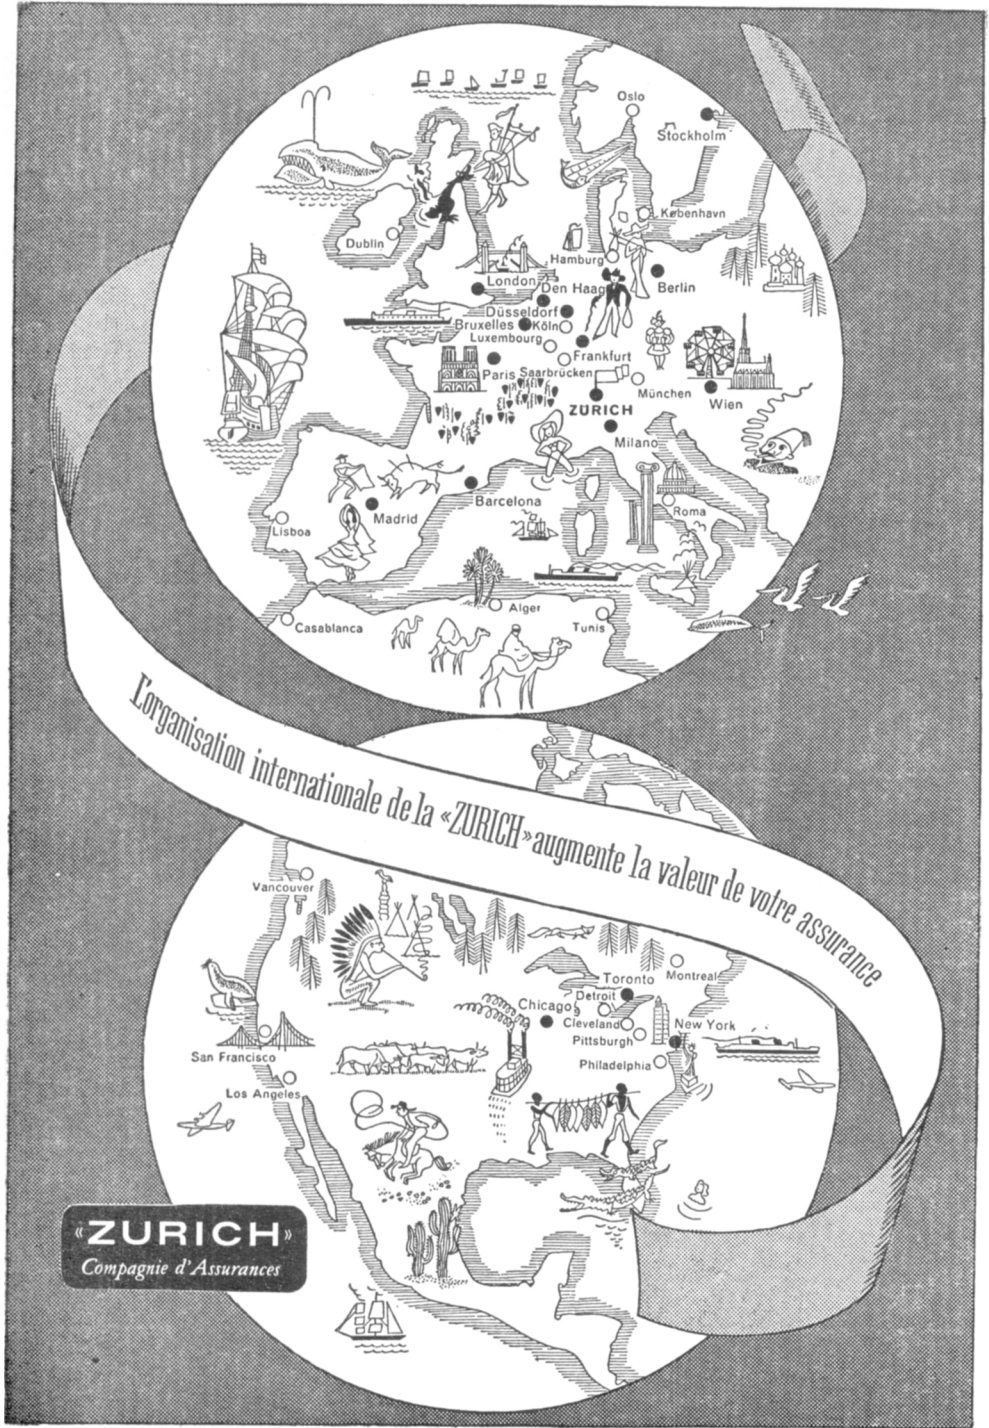 Oslo
Stockholm
København
Dublin
Hamburg
London
Den Haag
Berlin
Düsseldorf
Bruxelles
Köln
Luxembourg
Frankfurt
Paris
Saarbrücken
München
Wien
ZÜRICH
Milano
Barcelona
Madrid
Lisboa
Roma
Alger
Tunis
Casablanca
L'organisation internationale de la «ZURICH» augmente la valeur de votre assurance
Vancouver
Montreal
Toronto
Detroit
Chicago
Cleveland
New York
Pittsburgh
Philadelphia
San Francisco
Los Angeles
«ZURICH»
Compagnie d'Assurances